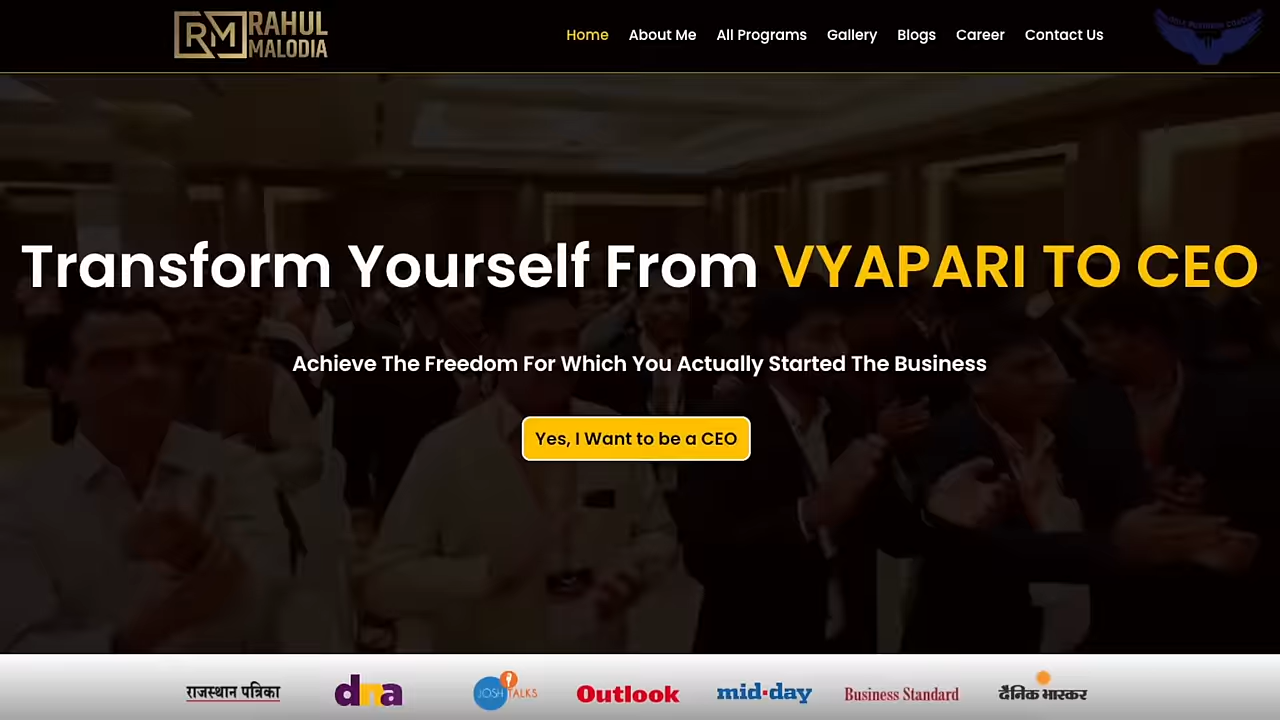 RM RAHUL
MALODIA
Home About Me All Programs Gallery Blogs Career Contact Us
Transform Yourself From VYAPARI TO CEO
Achieve The Freedom For Which You Actually Started The Business
Yes, I Want to be a CEO
राजस्थान पत्रिका dna JOSH TALKS Outlook mid-day Business Standard दैनिक भास्कर